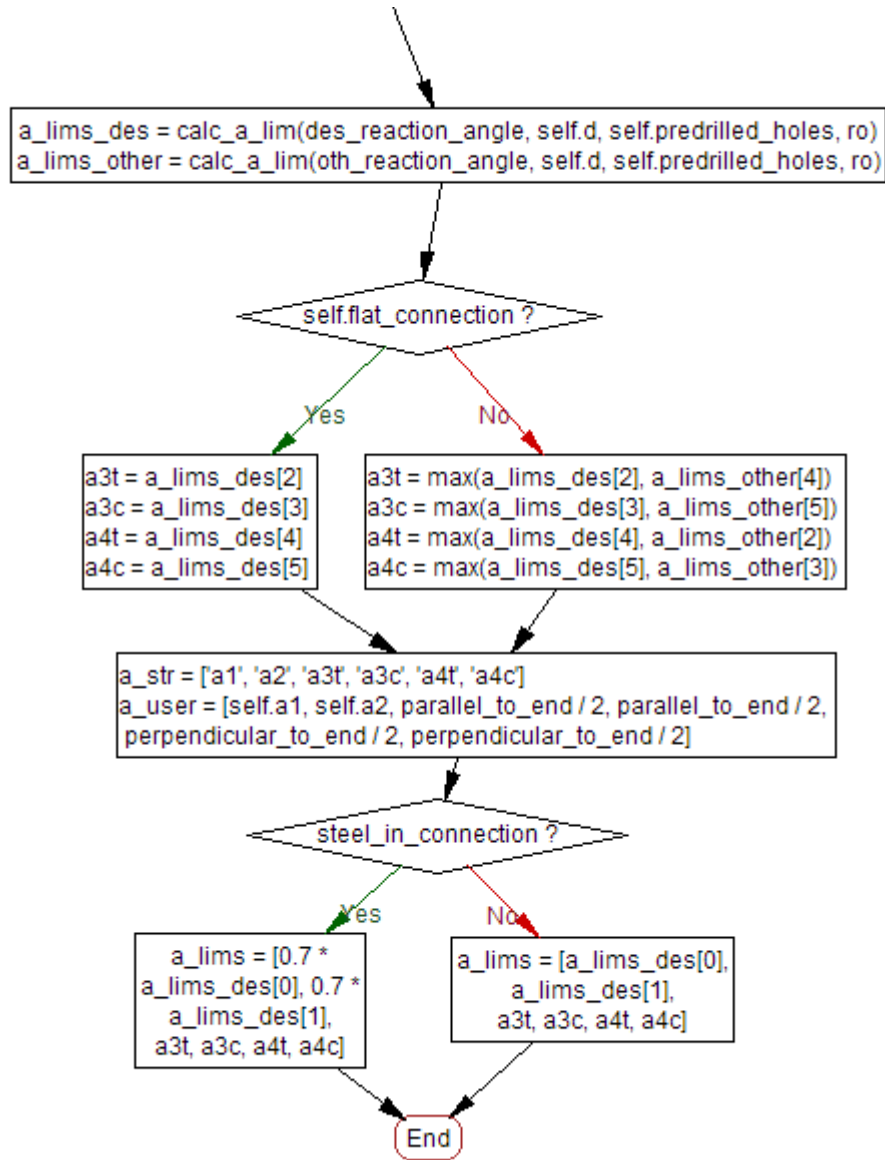 a_lims_des = calc_a_lim(des_reaction_angle, self.d, self.predrilled_holes, ro)
a_lims_other = calc_a_lim(oth_reaction_angle, self.d, self.predrilled_holes, ro)
self.flat_connection ?
Yes
No
a3t = a_lims_des[2]
a3c = a_lims_des[3]
a4t = a_lims_des[4]
a4c = a_lims_des[5]
a3t = max(a_lims_des[2], a_lims_other[4])
a3c = max(a_lims_des[3], a_lims_other[5])
a4t = max(a_lims_des[4], a_lims_other[2])
a4c = max(a_lims_des[5], a_lims_other[3])
a_str = ['a1', 'a2', 'a3t', 'a3c', 'a4t', 'a4c']
a_user = [self.a1, self.a2, parallel_to_end / 2, parallel_to_end / 2,
perpendicular_to_end / 2, perpendicular_to_end / 2]
steel_in_connection ?
Yes
No
a_lims = [0.7 *
a_lims_des[0], 0.7 *
a_lims_des[1],
a3t, a3c, a4t, a4c]
a_lims = [a_lims_des[0],
a_lims_des[1],
a3t, a3c, a4t, a4c]
End